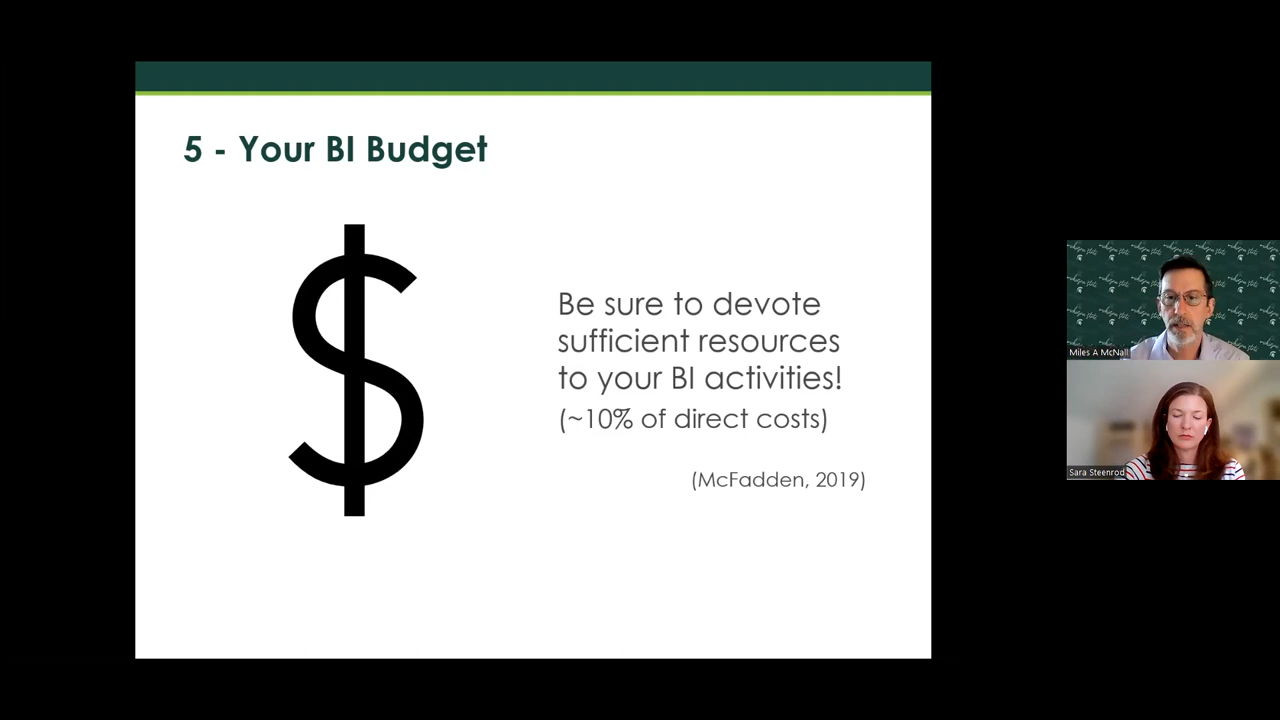 5 - Your BI Budget
$
Be sure to devote
sufficient resources
to your BI activities!
(~10% of direct costs)
(McFadden, 2019)
Miles A McNall
Sara Steenrod